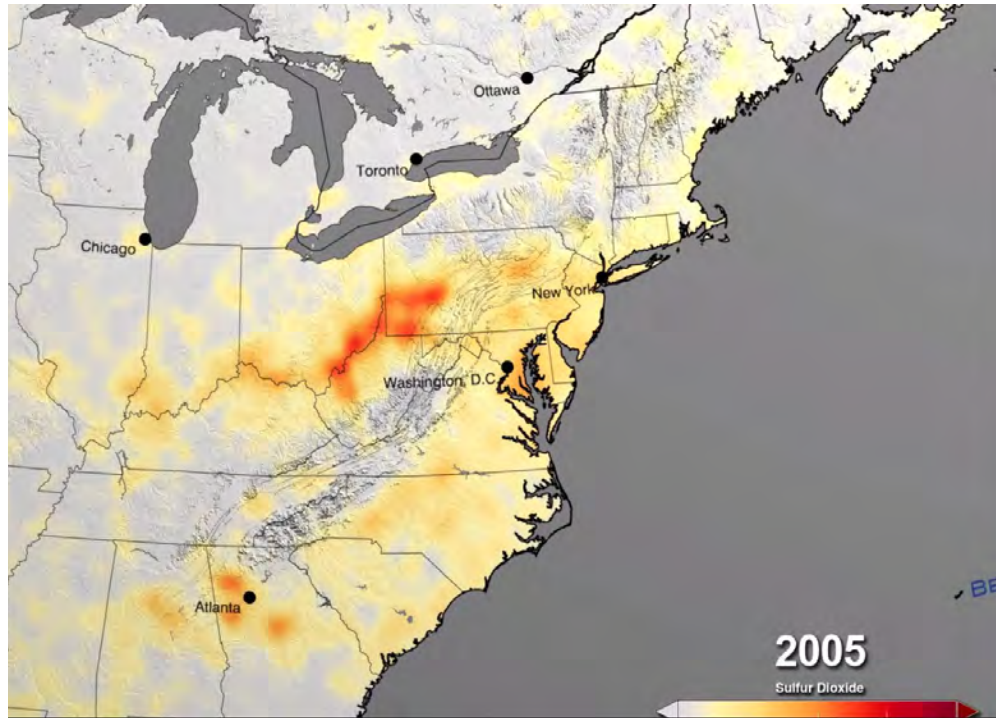 Ottawa
Toronto
Chicago
New York
Washington, D.C
Atlanta
2005
Sulfur Dioxide